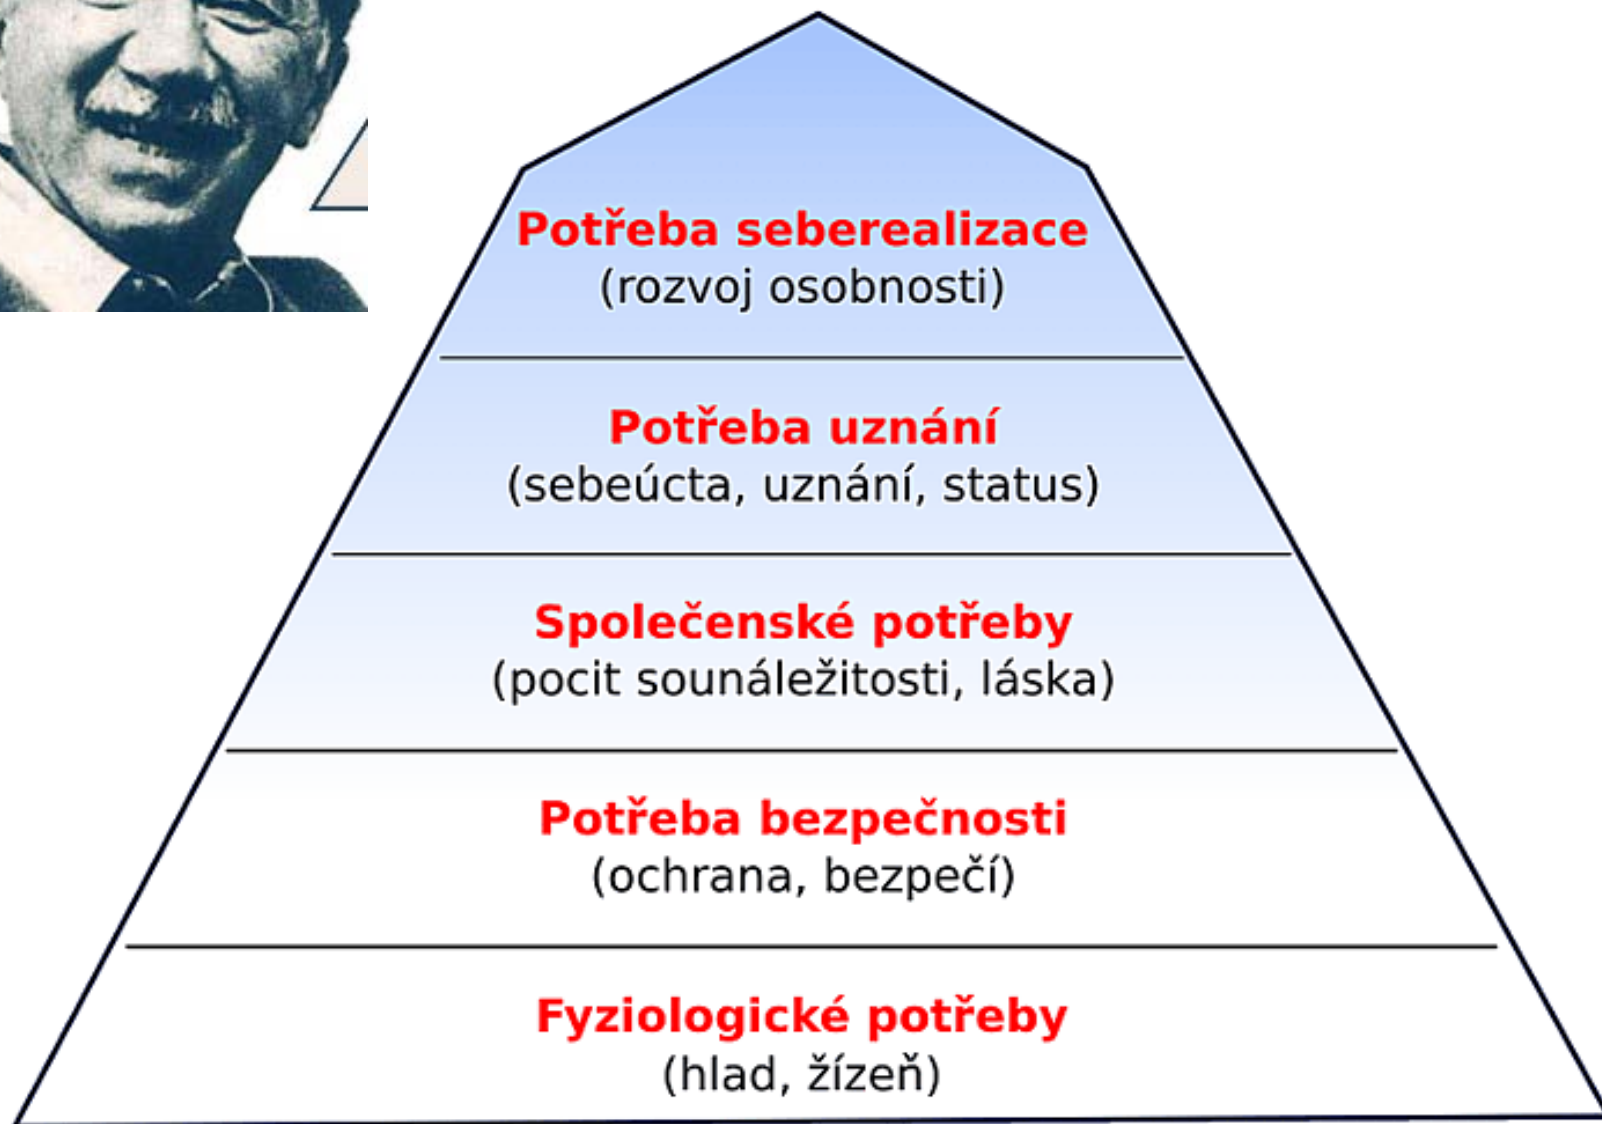 Potřeba seberealizace
(rozvoj osobnosti)
Potřeba uznání
(sebeúcta, uznání, status)
Společenské potřeby
(pocit sounáležitosti, láska)
Potřeba bezpečnosti
(ochrana, bezpečí)
Fyziologické potřeby
(hlad, žízeň)